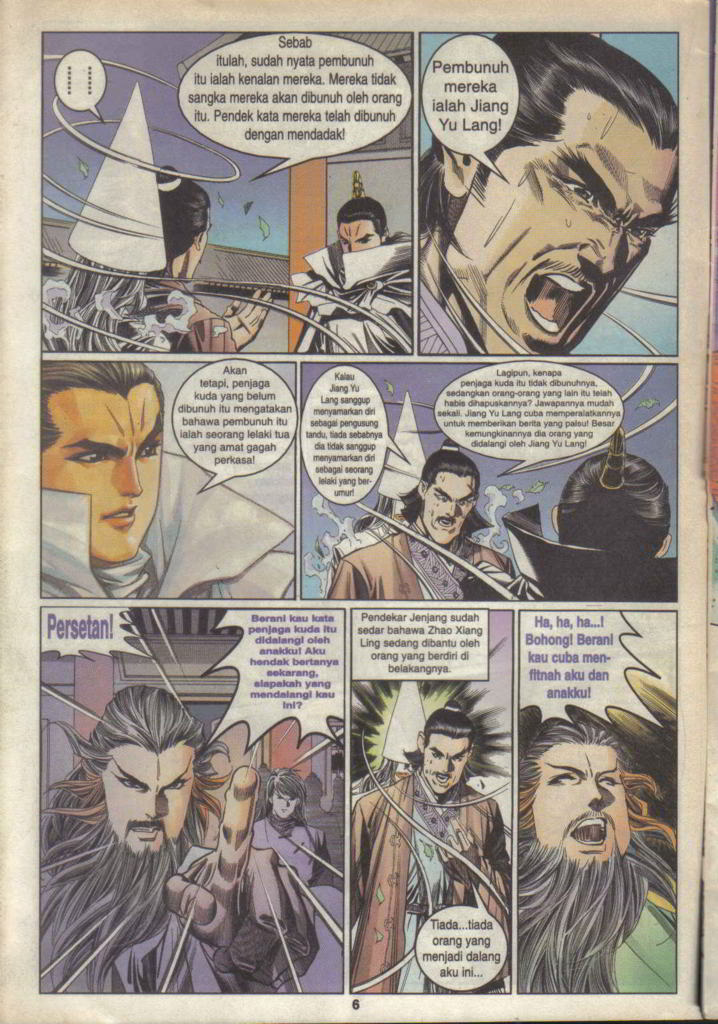 ! !
Sebab
itulah, sudah nyata pembunuh
itu ialah kenalan mereka. Mereka tidak
sangka mereka akan dibunuh oleh orang
itu. Pendek kata mereka telah dibunuh
dengan mendadak!
Pembunuh
mereka
ialah Jiang
Yu Lang!
Akan
tetapi, penjaga
kuda yang belum
dibunuh itu mengatakan
bahawa pembunuh itu
ialah seorang lelaki tua
yang amat gagah
perkasa!
Kalau
Jiang Yu
Lang sanggup
menyamarkan diri
sebagai pengusung
tandu, tiada sebabnya
dia tidak sanggup
menyamarkan diri
sebagai seorang
lelaki yang ber-
umur!
Lagipun, kenapa
penjaga kuda itu tidak dibunuhnya,
sedangkan orang-orang yang lain itu telah
habis dihapuskannya? Jawapannya mudah
sekali. Jiang Yu Lang cuba memperalatkannya
untuk memberikan berita yang palsu! Besar
kemungkinannya dia orang yang
didalangi oleh Jiang Yu Lang!
Persetan!
Berani kau kata
penjaga kuda itu
didalangi oleh
anakku! Aku
hendak bertanya
sekarang,
siapakah yang
mendalangi kau
ini?
Pendekar Jenjang sudah
sedar bahawa Zhao Xiang
Ling sedang dibantu oleh
orang yang berdiri di
belakangnya.
Tiada...tiada
orang yang
menjadi dalang
aku ini...
Ha, ha, ha...!
Bohong! Berani
kau cuba men-
fitnah aku dan
anakku!
6